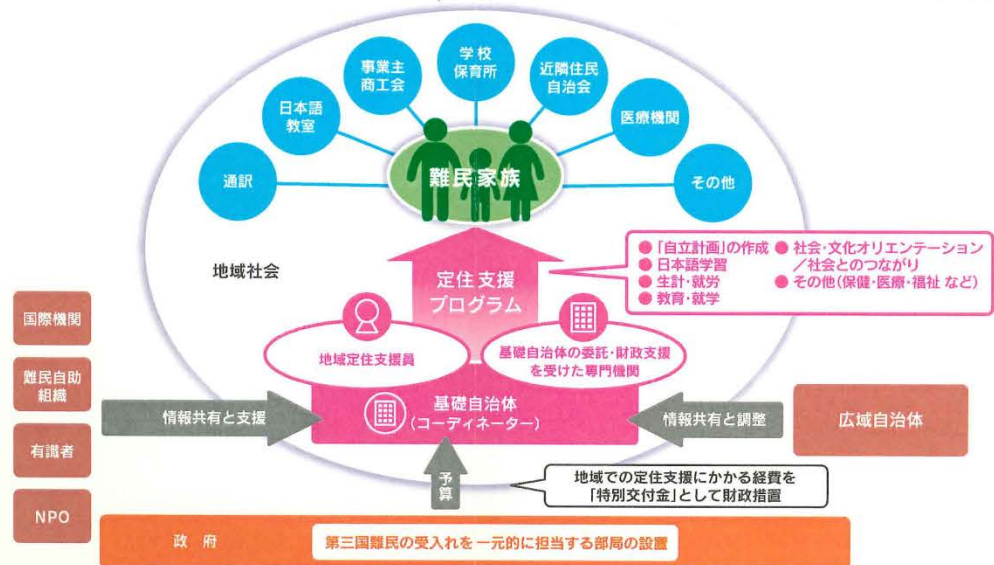 学校
保育所
事業主
商工会
近隣住民
自治会
日本語
教室
医療機関
通訳
難民家族
その他
地域社会
定住支援
プログラム
●「自立計画」の作成
●日本語学習
●生計・就労
●教育・就学
●社会・文化オリエンテーション
／社会とのつながり
●その他（保健・医療・福祉 など）
地域定住支援員
基礎自治体の委託・財政支援
を受けた専門機関
国際機関
難民自助
組織
有識者
NPO
情報共有と支援
基礎自治体
（コーディネーター）
情報共有と調整
広域自治体
予算
地域での定住支援にかかる経費を
「特別交付金」として財政措置
政 府
第三国難民の受入れを一元的に担当する部局の設置